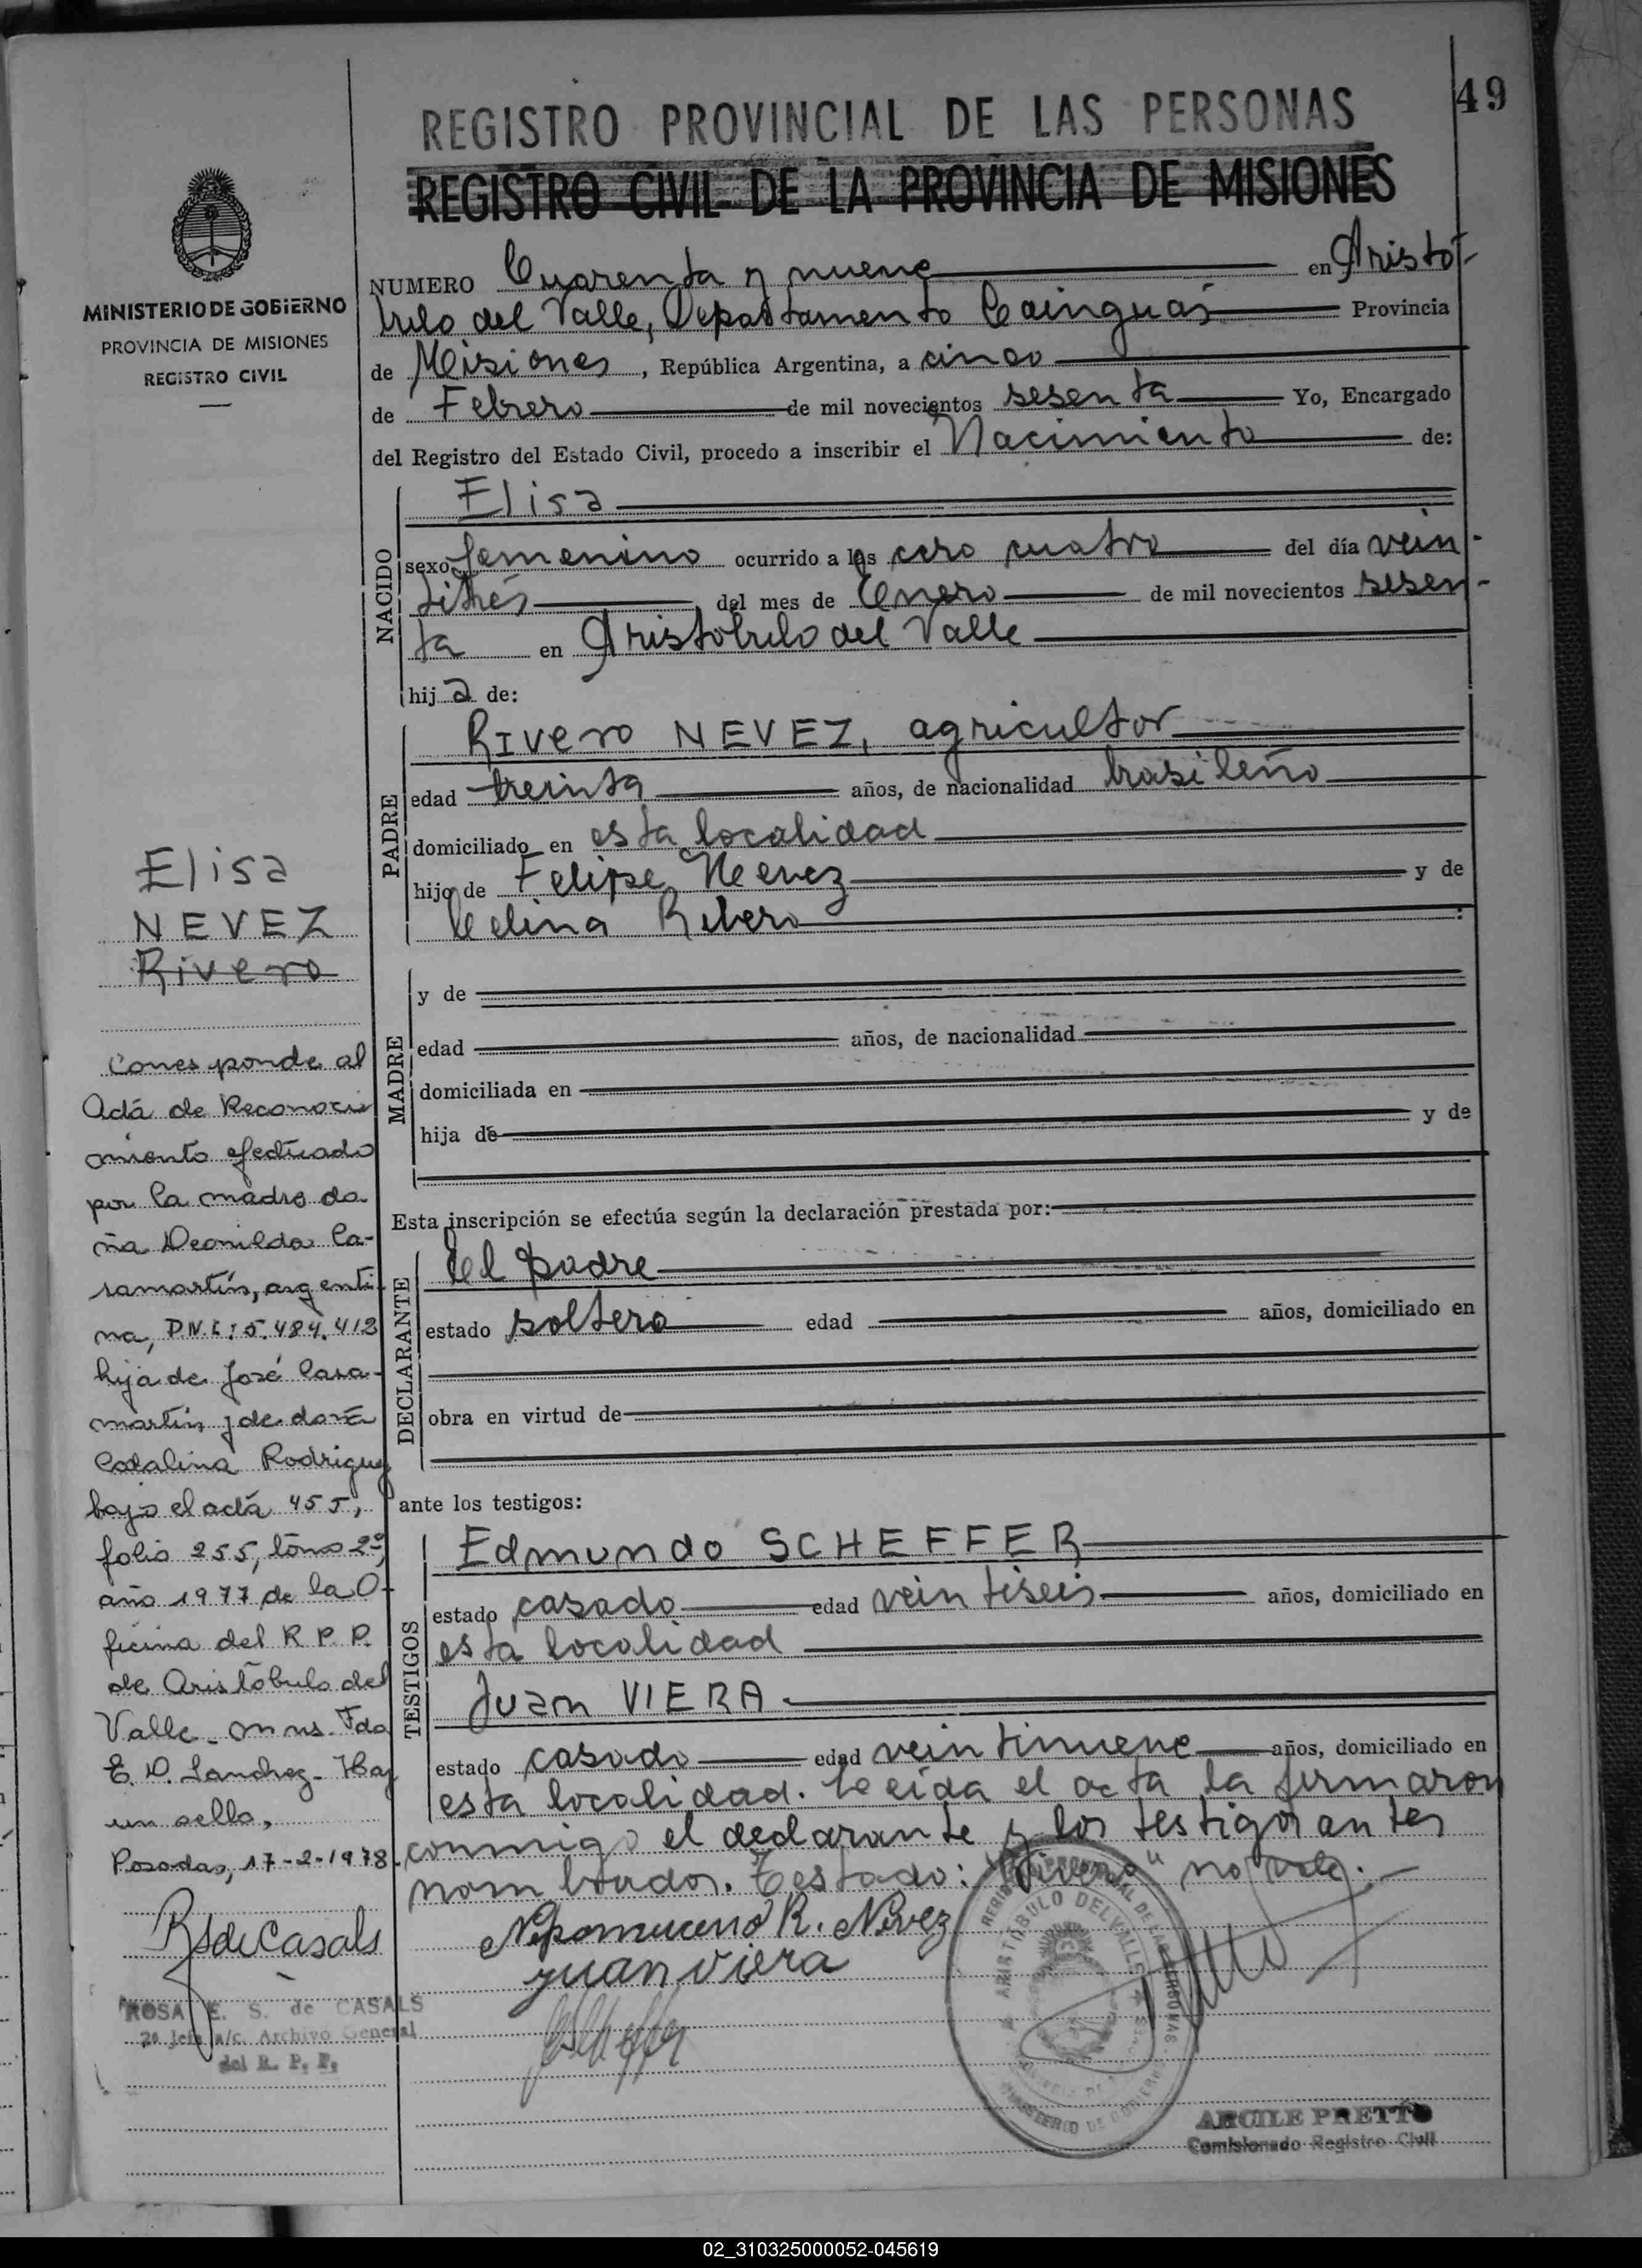 49
REGISTRO PROVINCIAL DE LAS PERSONAS
REGISTRO CIVIL DE LA PROVINCIA DE MISIONES
MINISTERIO DE GOBIERNO
PROVINCIA DE MISIONES
REGISTRO CIVIL
NUMERO Cuarenta y nueve en Aristó-
bulo del Valle, Departamento Cainguás Provincia
de Misiones, República Argentina, a cinco
de Febrero de mil novecientos sesenta Yo, Encargado
del Registro del Estado Civil, procedo a inscribir el Nacimiento de:
NACIDO
Elisa
sexo femenino ocurrido a las cero cuatro del día vein-
titrés del mes de Enero de mil novecientos sesen-
ta en Aristóbulo del Valle
hija de:
PADRE
Rivero NEVEZ, agricultor
edad treinta años, de nacionalidad brasileño
domiciliado en esta localidad
hijo de Felipe Nevez y de
Celina Ribero :
MADRE
y de
edad años, de nacionalidad
domiciliada en
hija de y de
Esta inscripción se efectúa según la declaración prestada por:
DECLARANTE
el padre
estado soltero edad años, domiciliado en
obra en virtud de
ante los testigos:
TESTIGOS
Edmundo SCHEFFER
estado casado edad veintiseis años, domiciliado en
esta localidad
Juan VIERA
estado casado edad veintinueve años, domiciliado en
esta localidad. Leida el acta la firmaron
conmigo el declarante y los testigos antes
nombrados. Testado: "Rivero" no vale.
Nepomuceno R. Nevez
juan viera
ARCILE PRETTO
Comisionado Registro Civil
Elisa
NEVEZ
Rivero
Corresponde al
Acta de Reconoci
miento efectuado
por la madre do
ña Deonilda Ca-
samartin, argenti
na, D.N.I: 5.484.412
hija de José Casa-
martin y de doña
Catalina Rodriguez
bajo el acta 455,
folio 255, tomo 2º,
año 1977 de la O-
ficina del R P. P.
de Aristóbulo del
Valle - Mnes. Fdo
E. D. Sanchez - Hay
un sello,
Posadas, 17-2-1978.
RSdeCasals
ROSA E. S. de CASALS
2º Jefe a/c. Archivo General
del R. P. P.
02_310325000052-045619